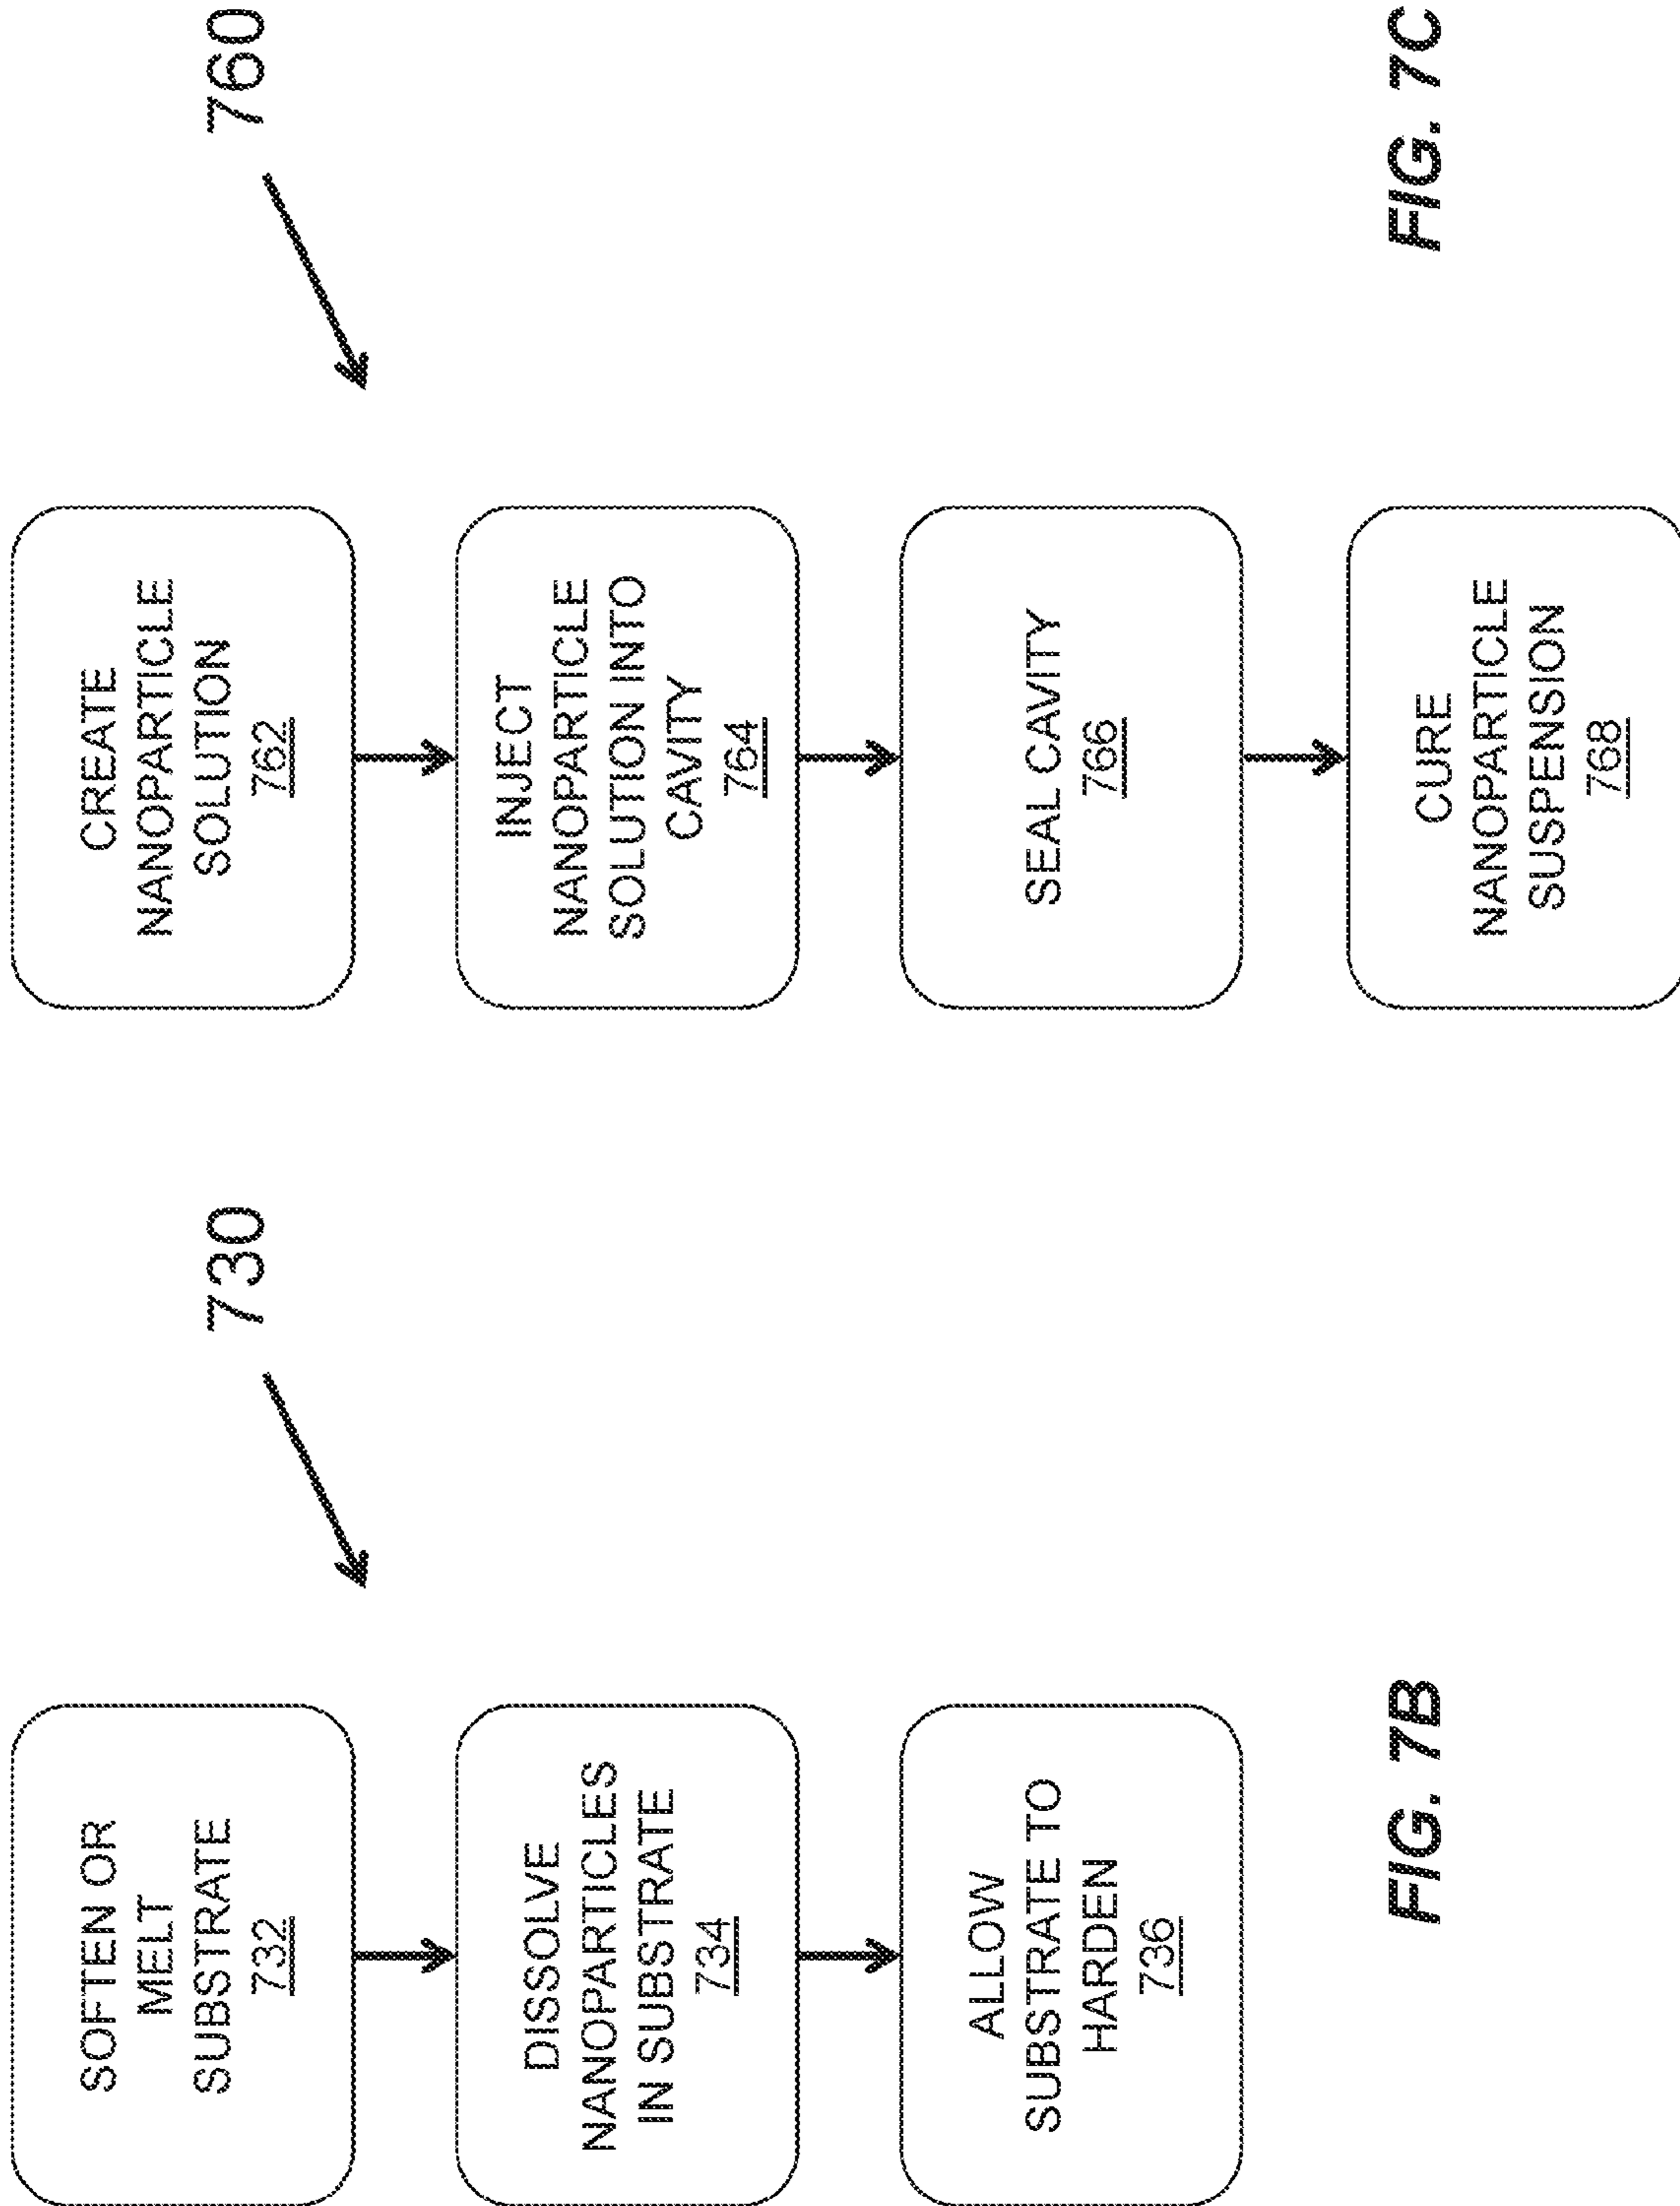 730
SOFTEN OR
MELT
SUBSTRATE
732
DISSOLVE
NANOPARTICLES
IN SUBSTRATE
734
ALLOW
SUBSTRATE TO
HARDEN
736
FIG. 7B
760
CREATE
NANOPARTICLE
SOLUTION
762
INJECT
NANOPARTICLE
SOLUTION INTO
CAVITY
764
SEAL CAVITY
766
CURE
NANOPARTICLE
SUSPENSION
768
FIG. 7C